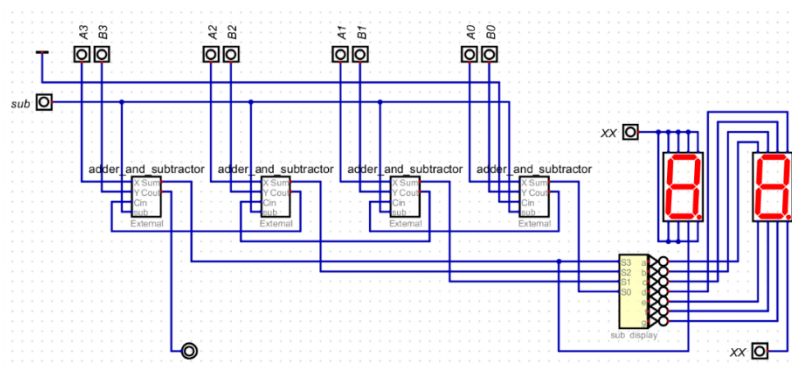 A3 B3 A2 B2 A1 B1 A0 B0
sub
XX
adder_and_subtractor adder_and_subtractor adder_and_subtractor adder_and_subtractor
X Sum X Sum X Sum X Sum
Y Cout Y Cout Y Cout Y Cout
Cin Cin Cin Cin
sub sub sub sub
External External External External
S3 a
S2 b
S1 c
S0 d
e
g
sub display
XX